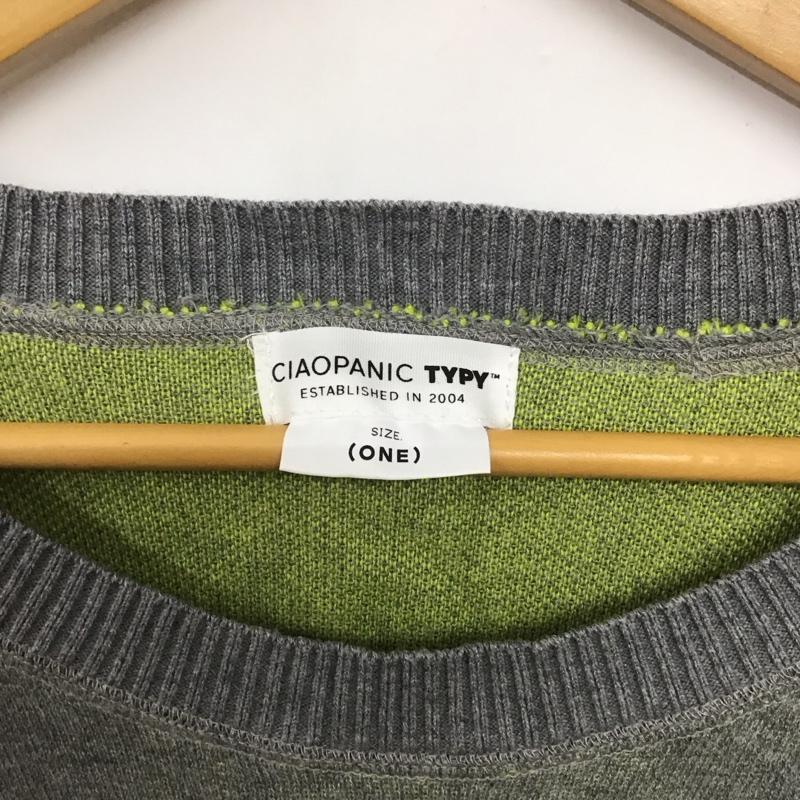 CIAOPANIC TYPY™
ESTABLISHED IN 2004
SIZE.
(ONE)